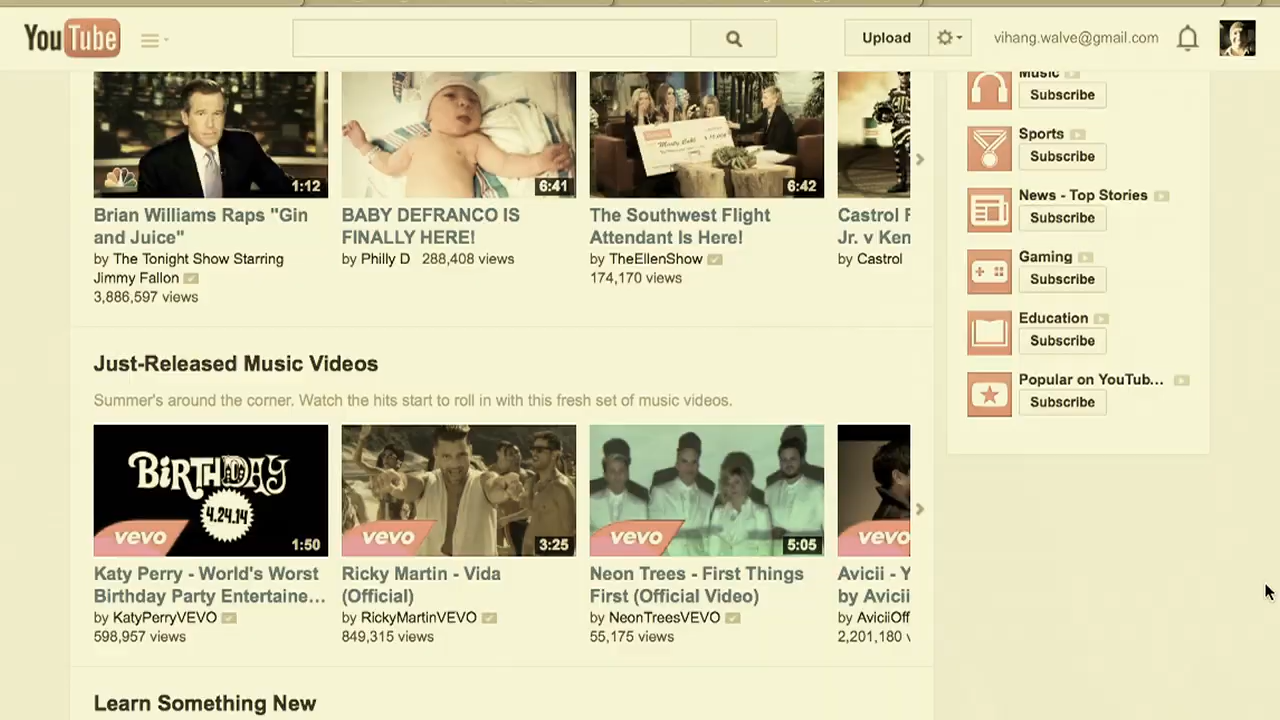 YouTube
Upload
vihang.walve@gmail.com
1:12
6:41
6:42
Brian Williams Raps "Gin
and Juice"
by The Tonight Show Starring
Jimmy Fallon
3,886,597 views
BABY DEFRANCO IS
FINALLY HERE!
by Philly D 288,408 views
The Southwest Flight
Attendant Is Here!
by TheEllenShow
174,170 views
Castrol
Jr. v Ken
by Castrol
Music
Subscribe
Sports
Subscribe
News - Top Stories
Subscribe
Gaming
Subscribe
Education
Subscribe
Popular on YouTub...
Subscribe
Just-Released Music Videos
Summer's around the corner. Watch the hits start to roll in with this fresh set of music videos.
BIRTHDAY
4.24.14
vevo
1:50
vevo
3:25
vevo
5:05
vevo
Katy Perry - World's Worst
Birthday Party Entertaine...
by KatyPerryVEVO
598,957 views
Ricky Martin - Vida
(Official)
by RickyMartinVEVO
849,315 views
Neon Trees - First Things
First (Official Video)
by NeonTreesVEVO
55,175 views
Avicii - Y
by Avicii
by AviciiOff
2,201,180 v
Learn Something New